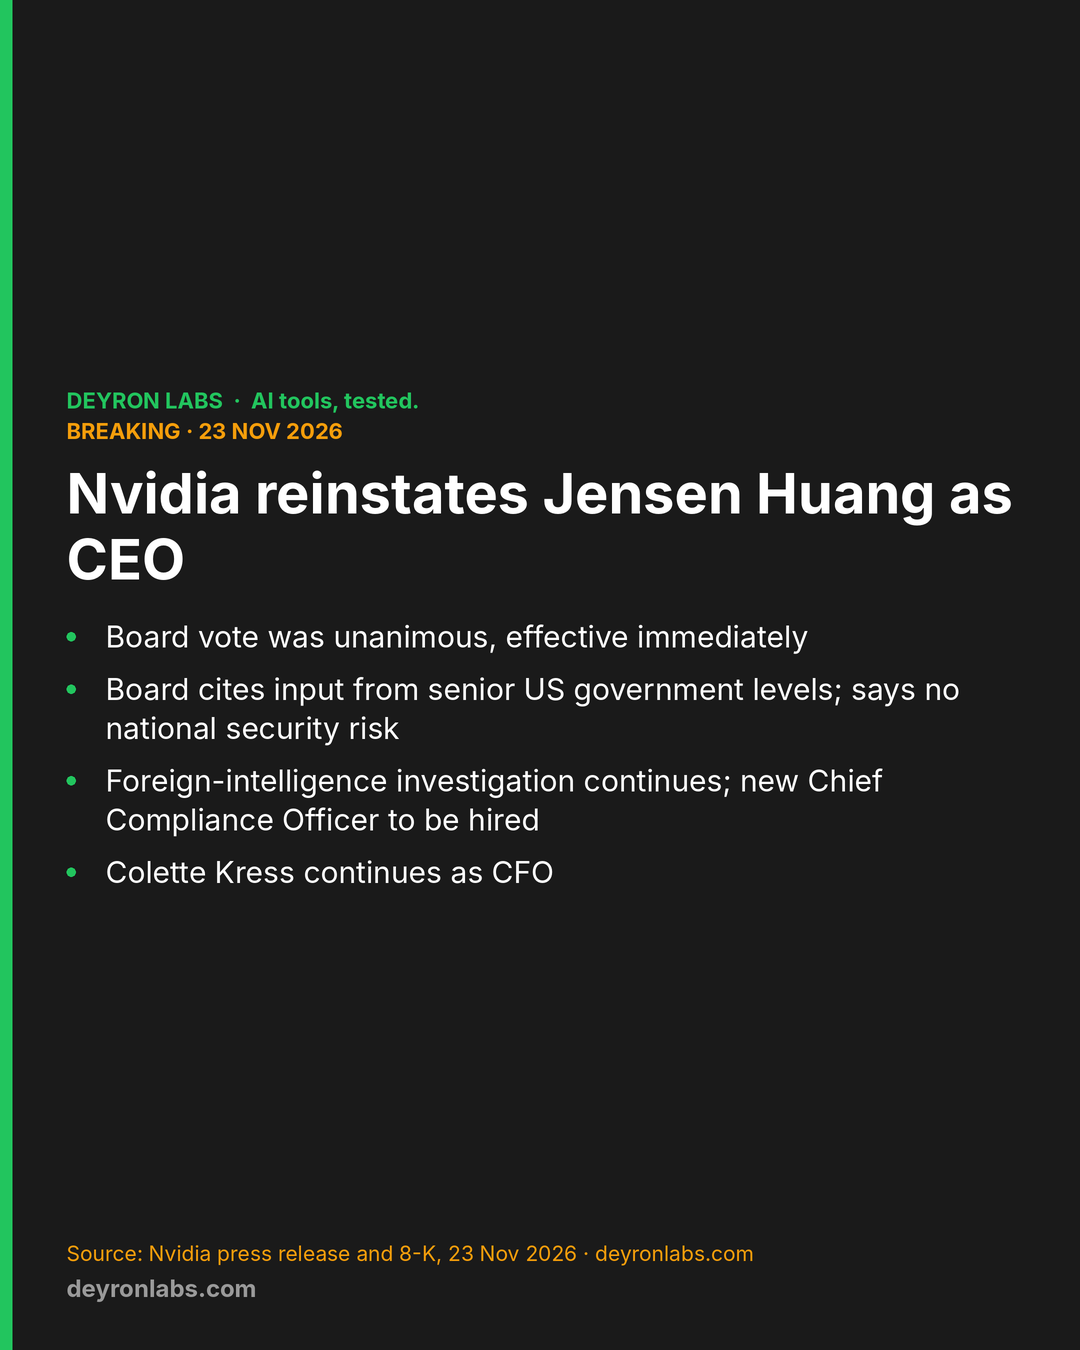 DEYRON LABS · AI tools, tested.
BREAKING · 23 NOV 2026
Nvidia reinstates Jensen Huang as
CEO
• Board vote was unanimous, effective immediately
• Board cites input from senior US government levels; says no
national security risk
• Foreign-intelligence investigation continues; new Chief
Compliance Officer to be hired
• Colette Kress continues as CFO
Source: Nvidia press release and 8-K, 23 Nov 2026 · deyronlabs.com
deyronlabs.com